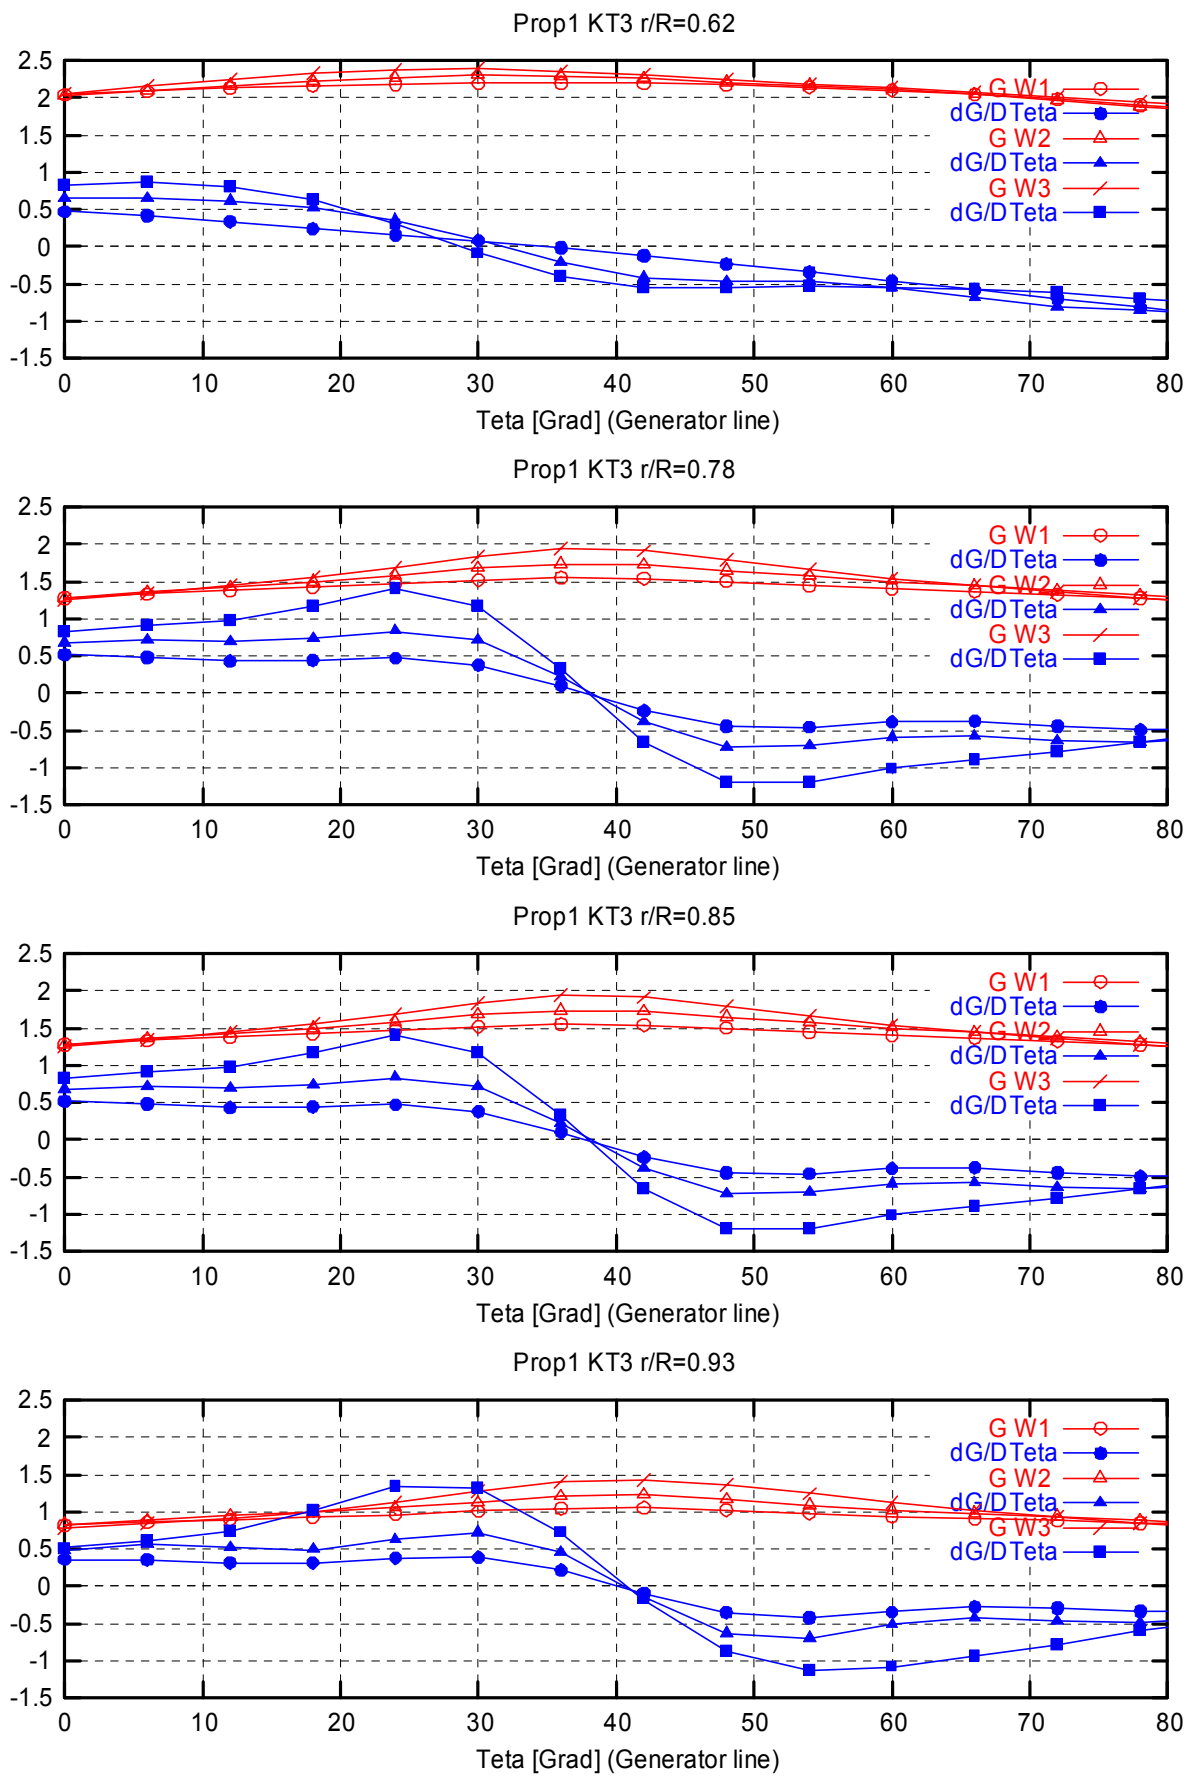 Prop1 KT3 r/R=0.62
2.5
2
1.5
1
0.5
0
-0.5
-1
-1.5
G W1
dG/DTeta
G W2
dG/DTeta
G W3
dG/DTeta
0 10 20 30 40 50 60 70 80
Teta [Grad] (Generator line)
Prop1 KT3 r/R=0.78
2.5
2
1.5
1
0.5
0
-0.5
-1
-1.5
G W1
dG/DTeta
G W2
dG/DTeta
G W3
dG/DTeta
0 10 20 30 40 50 60 70 80
Teta [Grad] (Generator line)
Prop1 KT3 r/R=0.85
2.5
2
1.5
1
0.5
0
-0.5
-1
-1.5
G W1
dG/DTeta
G W2
dG/DTeta
G W3
dG/DTeta
0 10 20 30 40 50 60 70 80
Teta [Grad] (Generator line)
Prop1 KT3 r/R=0.93
2.5
2
1.5
1
0.5
0
-0.5
-1
-1.5
G W1
dG/DTeta
G W2
dG/DTeta
G W3
dG/DTeta
0 10 20 30 40 50 60 70 80
Teta [Grad] (Generator line)